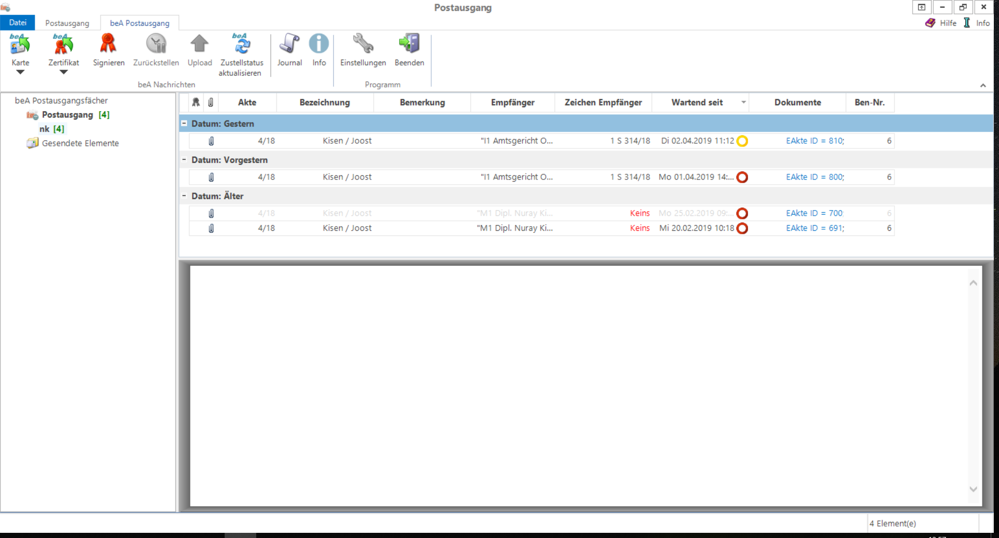 Postausgang
Datei Postausgang beA Postausgang Hilfe Info
beA beA beA
Karte Zertifikat Signieren Zurückstellen Upload Zustellstatus aktualisieren Journal Info Einstellungen Beenden
beA Nachrichten Programm
beA Postausgangsfächer
Postausgang [4]
nk [4]
Gesendete Elemente
Akte Bezeichnung Bemerkung Empfänger Zeichen Empfänger Wartend seit Dokumente Ben-Nr.
Datum: Gestern
4/18 Kisen / Joost "I1 Amtsgericht O... 1 S 314/18 Di 02.04.2019 11:12 EAkte ID = 810; 6
Datum: Vorgestern
4/18 Kisen / Joost "I1 Amtsgericht O... 1 S 314/18 Mo 01.04.2019 14:... EAkte ID = 800; 6
Datum: Älter
4/18 Kisen / Joost "M1 Dipl. Nuray Ki... Keins Mo 25.02.2019 09:... EAkte ID = 700; 6
4/18 Kisen / Joost "M1 Dipl. Nuray Ki... Keins Mi 20.02.2019 10:18 EAkte ID = 691; 6
4 Element(e)